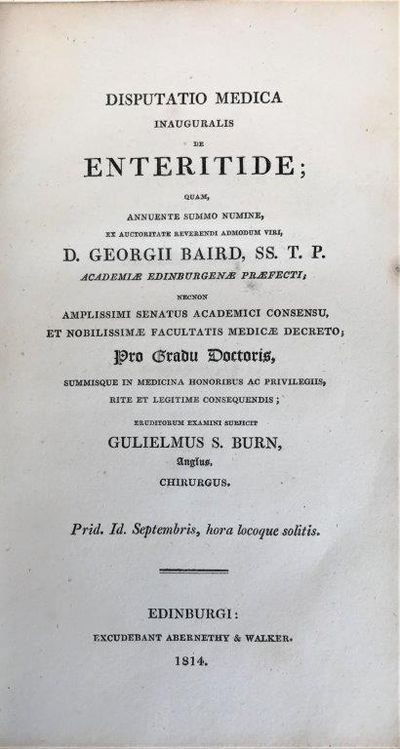 DISPUTATIO MEDICA
INAUGURALIS
DE
ENTERITIDE;
QUAM,
ANNUENTE SUMMO NUMINE,
EX AUCTORITATE REVERENDI ADMODUM VIRI,
D. GEORGII BAIRD, SS. T. P.
ACADEMIÆ EDINBURGENÆ PRÆFECTI;
NECNON
AMPLISSIMI SENATUS ACADEMICI CONSENSU,
ET NOBILISSIMÆ FACULTATIS MEDICÆ DECRETO;
Pro Gradu Doctoris,
SUMMISQUE IN MEDICINA HONORIBUS AC PRIVILEGIIS,
RITE ET LEGITIME CONSEQUENDIS;
ERUDITORUM EXAMINI SUBJICIT
GULIELMUS S. BURN,
Anglus,
CHIRURGUS.
Prid. Id. Septembris, hora locoque solitis.
EDINBURGI:
EXCUDEBANT ABERNETHY & WALKER.
1814.